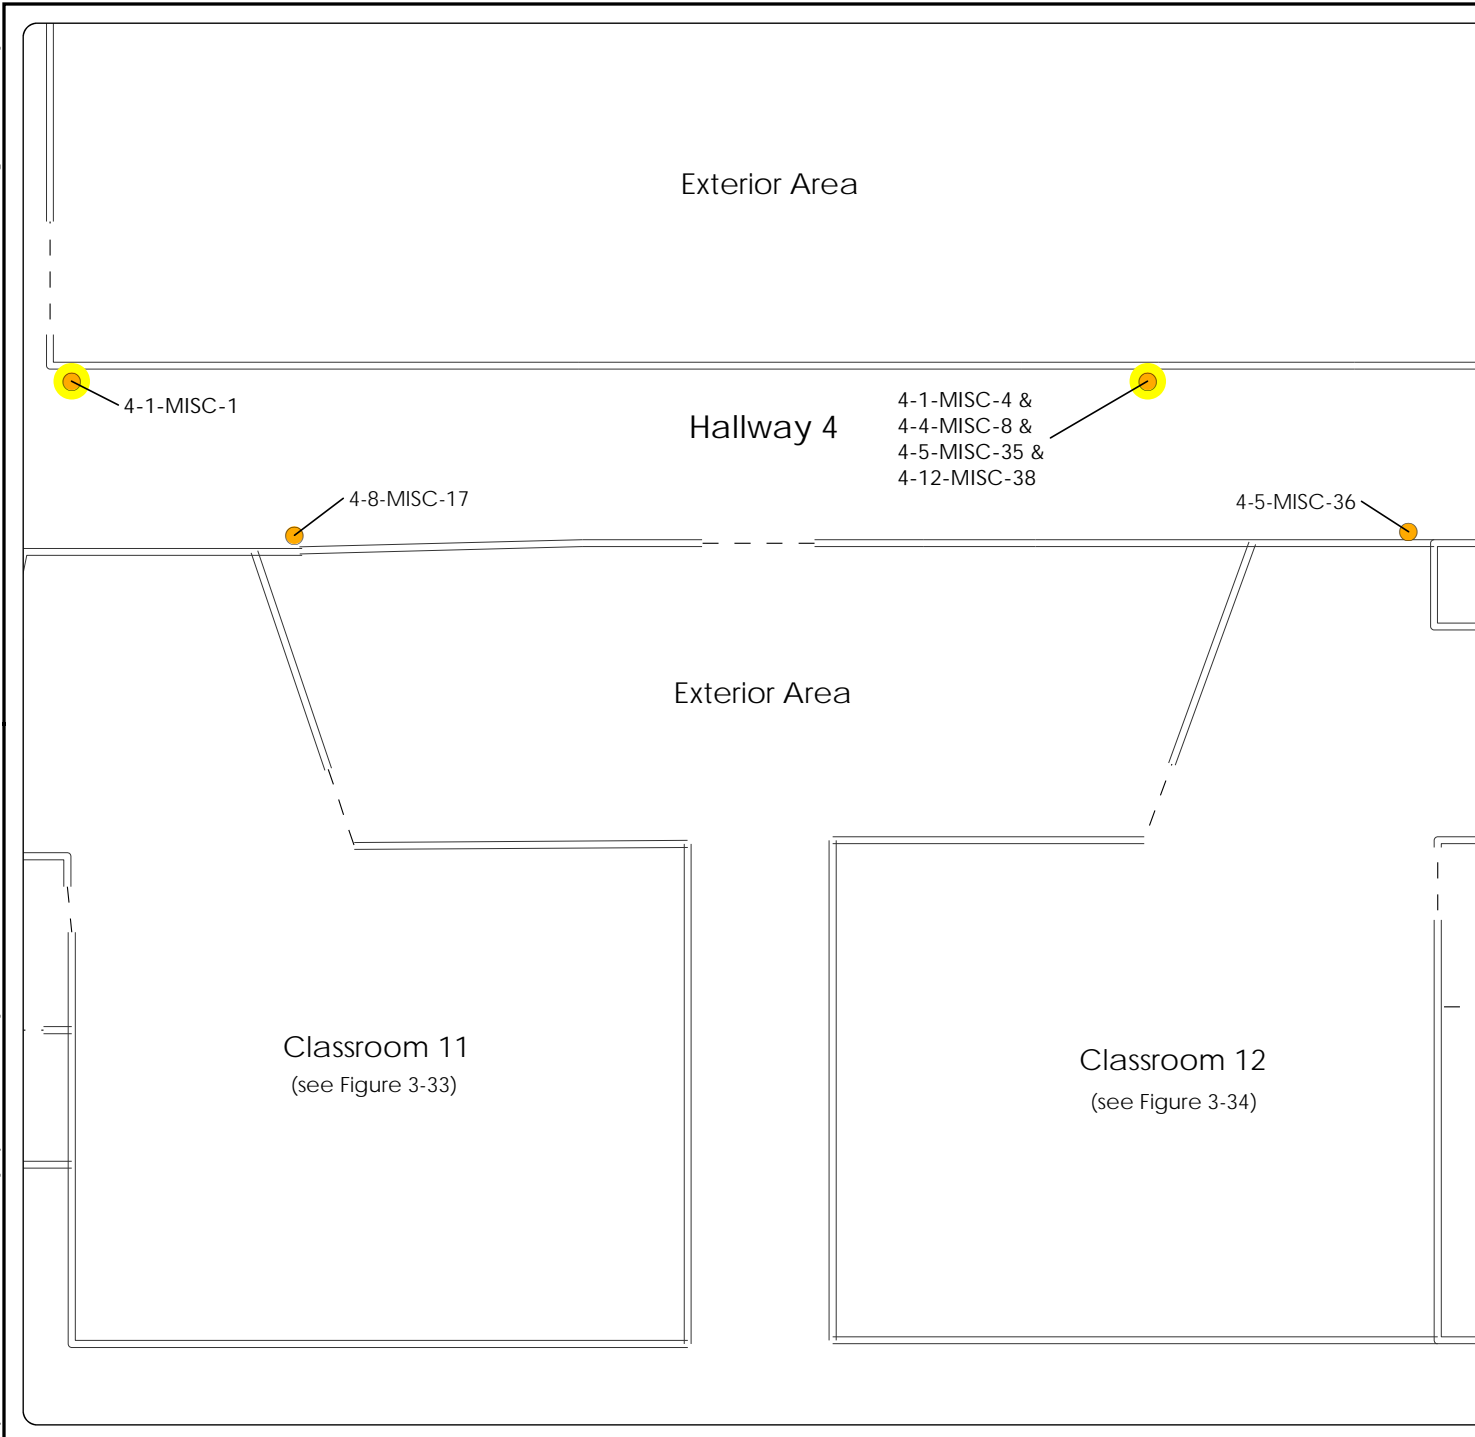 Exterior Area
4-1-MISC-1
Hallway 4
4-1-MISC-4 &
4-4-MISC-8 &
4-5-MISC-35 &
4-12-MISC-38
4-8-MISC-17
4-5-MISC-36
Exterior Area
Classroom 11
(see Figure 3-33)
Classroom 12
(see Figure 3-34)